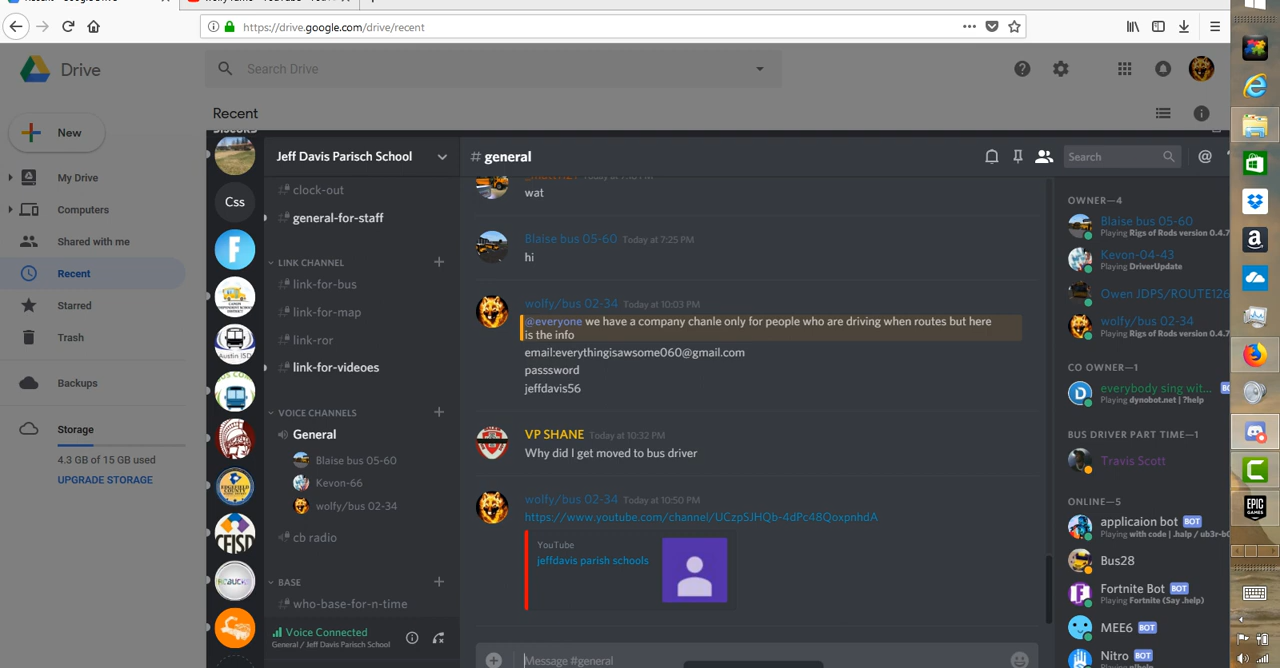 https://drive.google.com/drive/recent
Drive
Search Drive
Recent
New
My Drive
Computers
Shared with me
Recent
Starred
Trash
Backups
Storage
4.3 GB of 15 GB used
UPGRADE STORAGE
Css
Austin ISD
CFISD
Jeff Davis Parisch School
clock-out
general-for-staff
LINK CHANNEL
link-for-bus
link-for-map
link-ror
link-for-videoes
VOICE CHANNELS
General
Blaise bus 05-60
Kevon-66
wolfy/bus 02-34
cb radio
BASE
who-base-for-n-time
Voice Connected
General / Jeff Davis Parisch School
# general
Search
wat
Blaise bus 05-60 Today at 7:25 PM
hi
wolfy/bus 02-34 Today at 10:03 PM
@everyone we have a company chanle only for people who are driving when routes but here
is the info
email:everythingisawsome060@gmail.com
passsword
jeffdavis56
VP SHANE Today at 10:32 PM
Why did I get moved to bus driver
wolfy/bus 02-34 Today at 10:50 PM
https://www.youtube.com/channel/UCzpSJHQb-4dPc48QoxpnhdA
YouTube
jeffdavis parish schools
Message #general
OWNER—4
Blaise bus 05-60
Playing Rigs of Rods version 0.4.7
Kevon-04-43
Playing DriverUpdate
Owen JDPS/ROUTE126
wolfy/bus 02-34
Playing Rigs of Rods version 0.4.7
CO OWNER—1
everybody sing wit...
Playing dynobot.net | ?help
BUS DRIVER PART TIME—1
Travis Scott
ONLINE—5
applicaion bot BOT
Playing with code | .halp / ub3r-b0
Bus28
Fortnite Bot BOT
Playing Fortnite (Say .help)
MEE6 BOT
Nitro BOT
EPIC
GAMES